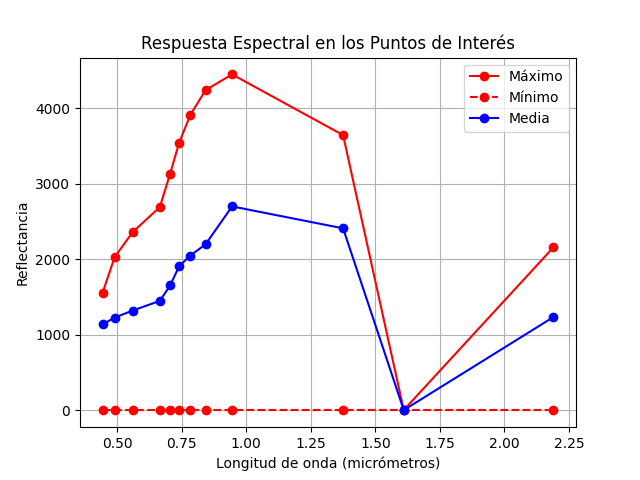 Respuesta Espectral en los Puntos de Interés
Máximo
Mínimo
Media
Reflectancia
4000
3000
2000
1000
0
0.50 0.75 1.00 1.25 1.50 1.75 2.00 2.25
Longitud de onda (micrómetros)